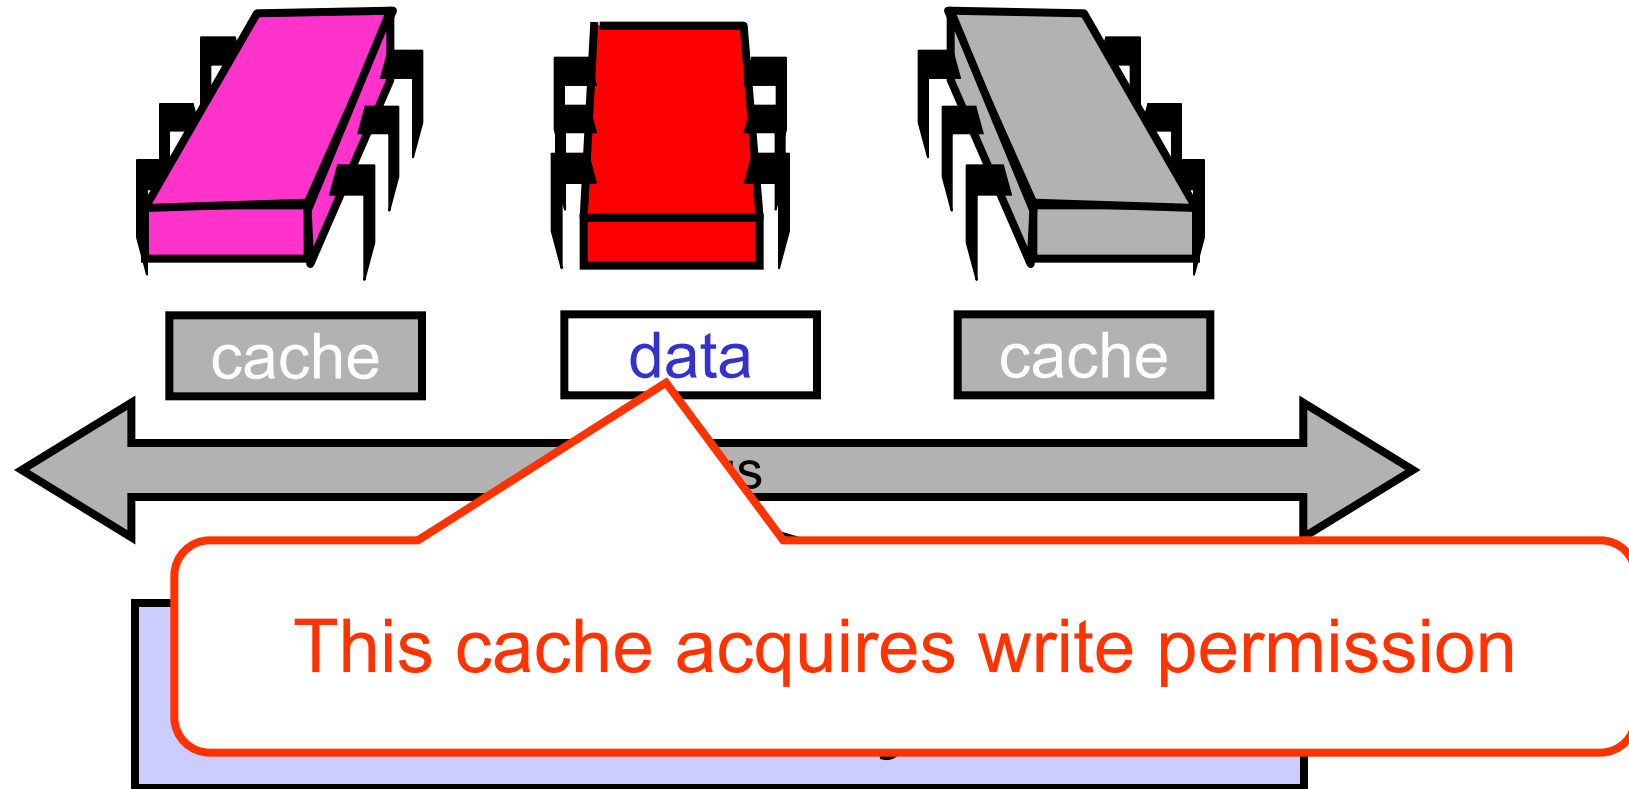 cache data cache
This cache acquires write permission